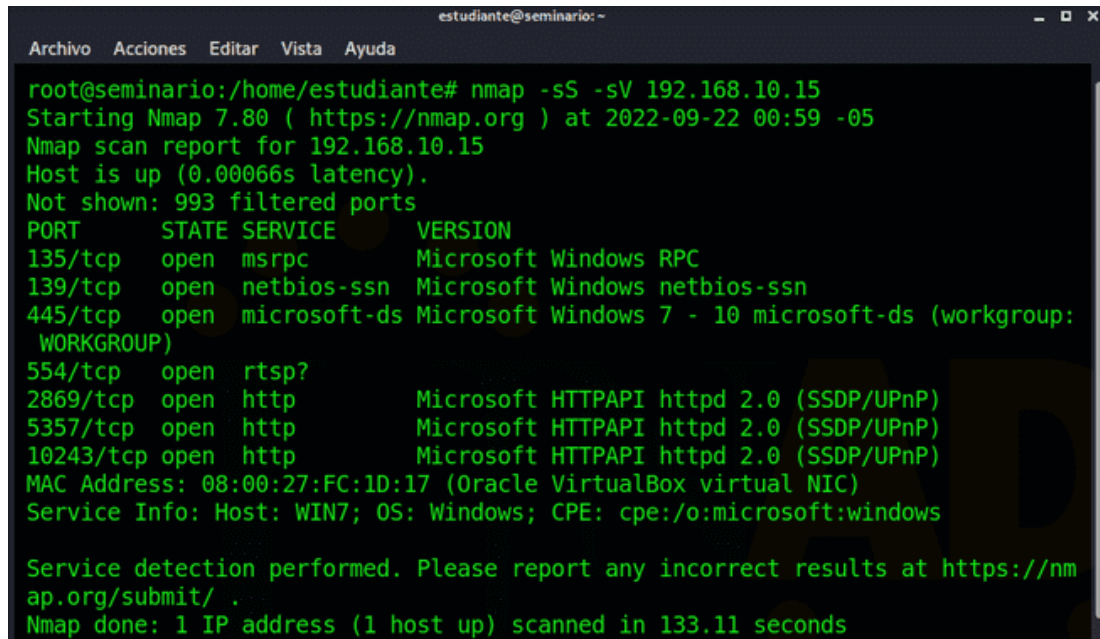 estudiante@seminario:~
Archivo Acciones Editar Vista Ayuda
root@seminario:/home/estudiante# nmap -sS -sV 192.168.10.15
Starting Nmap 7.80 ( https://nmap.org ) at 2022-09-22 00:59 -05
Nmap scan report for 192.168.10.15
Host is up (0.00066s latency).
Not shown: 993 filtered ports
PORT      STATE SERVICE      VERSION
135/tcp   open  msrpc        Microsoft Windows RPC
139/tcp   open  netbios-ssn  Microsoft Windows netbios-ssn
445/tcp   open  microsoft-ds Microsoft Windows 7 - 10 microsoft-ds (workgroup:
 WORKGROUP)
554/tcp   open  rtsp?
2869/tcp  open  http         Microsoft HTTPAPI httpd 2.0 (SSDP/UPnP)
5357/tcp  open  http         Microsoft HTTPAPI httpd 2.0 (SSDP/UPnP)
10243/tcp open  http         Microsoft HTTPAPI httpd 2.0 (SSDP/UPnP)
MAC Address: 08:00:27:FC:1D:17 (Oracle VirtualBox virtual NIC)
Service Info: Host: WIN7; OS: Windows; CPE: cpe:/o:microsoft:windows
Service detection performed. Please report any incorrect results at https://nm
ap.org/submit/ .
Nmap done: 1 IP address (1 host up) scanned in 133.11 seconds